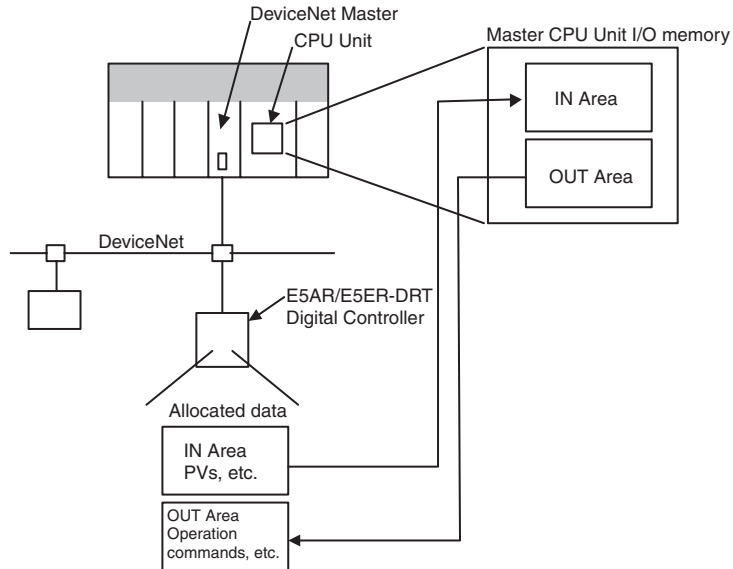 DeviceNet Master
CPU Unit
Master CPU Unit I/O memory
IN Area
OUT Area
DeviceNet
E5AR/E5ER-DRT
Digital Controller
Allocated data
IN Area
PVs, etc.
OUT Area
Operation
commands, etc.